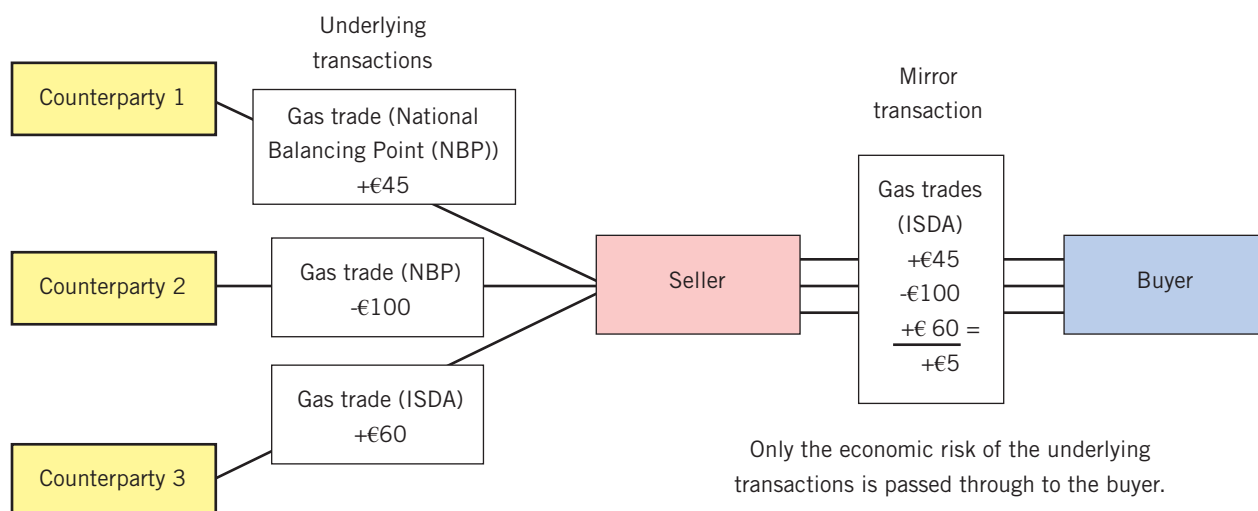 Underlying
transactions
Counterparty 1
Gas trade (National
Balancing Point (NBP))
+€45
Counterparty 2
Gas trade (NBP)
-€100
Counterparty 3
Gas trade (ISDA)
+€60
Seller
Mirror
transaction
Gas trades
(ISDA)
+€45
-€100
+€ 60 =
+€5
Buyer
Only the economic risk of the underlying
transactions is passed through to the buyer.